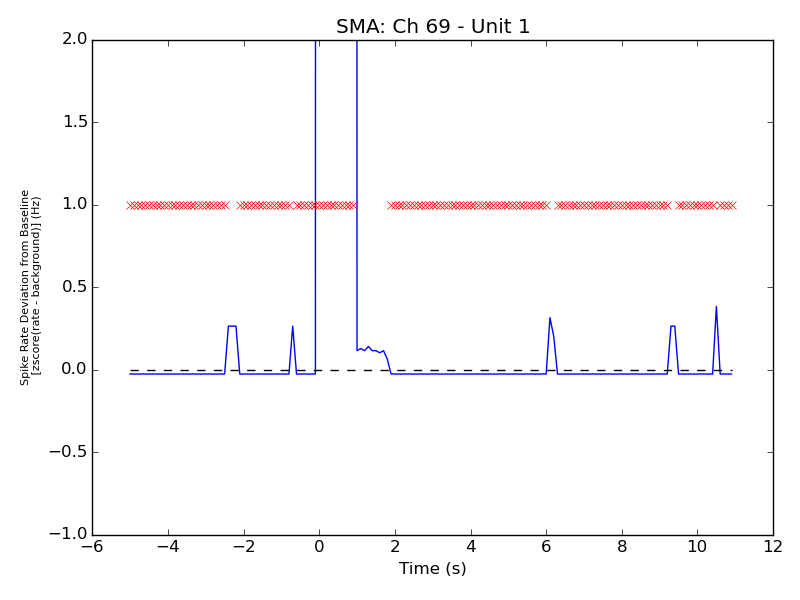 SMA: Ch 69 - Unit 1
2.0
1.5
1.0
0.5
0.0
−0.5
−1.0
Spike Rate Deviation from Baseline
[zscore(rate - background)] (Hz)
−6 −4 −2 0 2 4 6 8 10 12
Time (s)